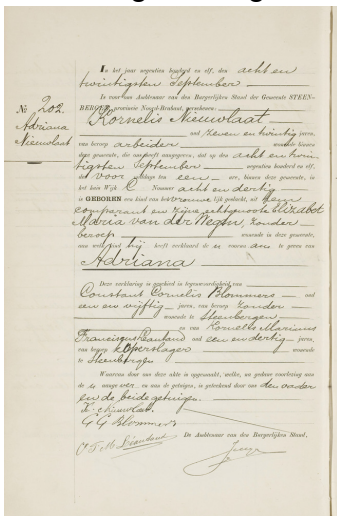 In het jaar negentien honderd en elf, den acht en
twintigsten September
is voor ons Ambtenaar van den Burgerlijken Stand der Gemeente STEEN-
BERGEN, provincie Noord-Brabant, verschenen:
No 202.
Adriana
Nieuwlaat
Kornelis Nieuwlaat
oud zeven en twintig jaren,
van beroep arbeider wonende binnen
deze gemeente, die ons heeft aangegeven, dat op den acht en twin-
tigsten September negentien honderd en elf,
des voor middags ten een ure, binnen deze gemeente, in
het huis Wijk C Nummer acht en dertig
is GEBOREN een kind van het vrouwelijk geslacht, uit hem
comparant en zijne echtgenoote Elizabet
Maria van der Wegen, zonder
beroep wonende in deze gemeente,
aan welk kind hij heeft verklaard de voornaam te geven van
Adriana
Deze verklaring is geschied in tegenwoordigheid van
Constant Cornelis Blommers oud
een en vijftig jaren, van beroep zonder
wonende te Steenbergen
en van Kornelis Marinus
Franciscus oud een en dertig jaren,
van beroep koperslager wonende
te Steenbergen
Waarvan door ons deze akte is opgemaakt, welke, na gedane voorlezing aan
de aangever en aan de getuigen, is geteekend door ons den vader
en de beide getuigen.
K. Nieuwlaat.
C C Blommers
De Ambtenaar van den Burgerlijken Stand,